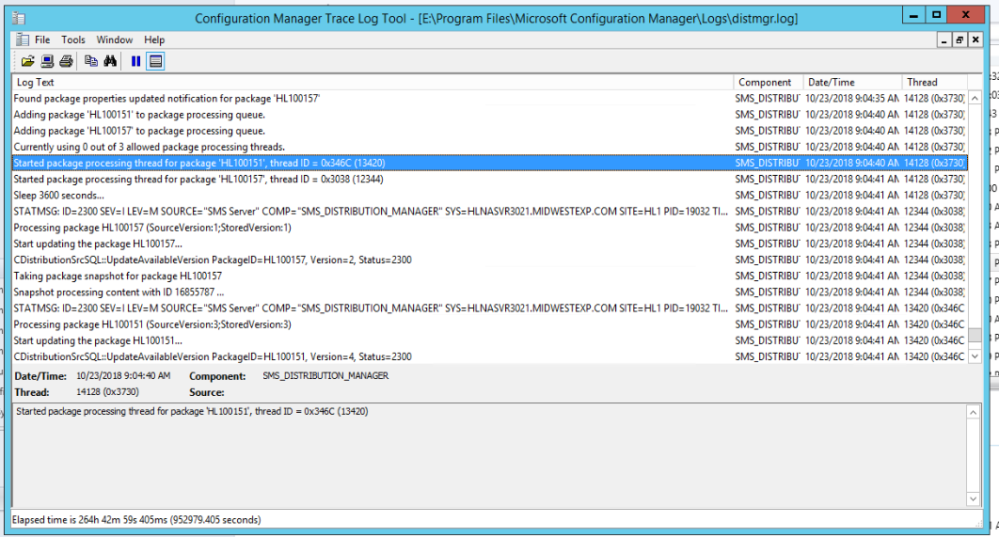 Configuration Manager Trace Log Tool - [E:\Program Files\Microsoft Configuration Manager\Logs\distmgr.log]
File Tools Window Help
Log Text Component Date/Time Thread
Found package properties updated notification for package 'HL100157' SMS_DISTRIBU 10/23/2018 9:04:35 AM 14128 (0x3730)
Adding package 'HL100151' to package processing queue. SMS_DISTRIBU 10/23/2018 9:04:40 AM 14128 (0x3730)
Adding package 'HL100157' to package processing queue. SMS_DISTRIBU 10/23/2018 9:04:40 AM 14128 (0x3730)
Currently using 0 out of 3 allowed package processing threads. SMS_DISTRIBU 10/23/2018 9:04:40 AM 14128 (0x3730)
Started package processing thread for package 'HL100151', thread ID = 0x346C (13420) SMS_DISTRIBU 10/23/2018 9:04:40 AM 14128 (0x3730)
Started package processing thread for package 'HL100157', thread ID = 0x3038 (12344) SMS_DISTRIBU 10/23/2018 9:04:41 AM 14128 (0x3730)
Sleep 3600 seconds... SMS_DISTRIBU 10/23/2018 9:04:41 AM 14128 (0x3730)
STATMSG: ID=2300 SEV=I LEV=M SOURCE="SMS Server" COMP="SMS_DISTRIBUTION_MANAGER" SYS=HLNASVR3021.MIDWESTEXP.COM SITE=HL1 PID=19032 TI... SMS_DISTRIBU 10/23/2018 9:04:41 AM 12344 (0x3038)
Processing package HL100157 (SourceVersion:1;StoredVersion:1) SMS_DISTRIBU 10/23/2018 9:04:41 AM 12344 (0x3038)
Start updating the package HL100157... SMS_DISTRIBU 10/23/2018 9:04:41 AM 12344 (0x3038)
CDistributionSrcSQL::UpdateAvailableVersion PackageID=HL100157, Version=2, Status=2300 SMS_DISTRIBU 10/23/2018 9:04:41 AM 12344 (0x3038)
Taking package snapshot for package HL100157 SMS_DISTRIBU 10/23/2018 9:04:41 AM 12344 (0x3038)
Snapshot processing content with ID 16855787 ... SMS_DISTRIBU 10/23/2018 9:04:41 AM 12344 (0x3038)
STATMSG: ID=2300 SEV=I LEV=M SOURCE="SMS Server" COMP="SMS_DISTRIBUTION_MANAGER" SYS=HLNASVR3021.MIDWESTEXP.COM SITE=HL1 PID=19032 TI... SMS_DISTRIBU 10/23/2018 9:04:41 AM 13420 (0x346C
Processing package HL100151 (SourceVersion:3;StoredVersion:3) SMS_DISTRIBU 10/23/2018 9:04:41 AM 13420 (0x346C
Start updating the package HL100151... SMS_DISTRIBU 10/23/2018 9:04:41 AM 13420 (0x346C
CDistributionSrcSQL::UpdateAvailableVersion PackageID=HL100151, Version=4, Status=2300 SMS_DISTRIBU 10/23/2018 9:04:41 AM 13420 (0x346C
Date/Time: 10/23/2018 9:04:40 AM Component: SMS_DISTRIBUTION_MANAGER
Thread: 14128 (0x3730) Source:
Started package processing thread for package 'HL100151', thread ID = 0x346C (13420)
Elapsed time is 264h 42m 59s 405ms (952979.405 seconds)